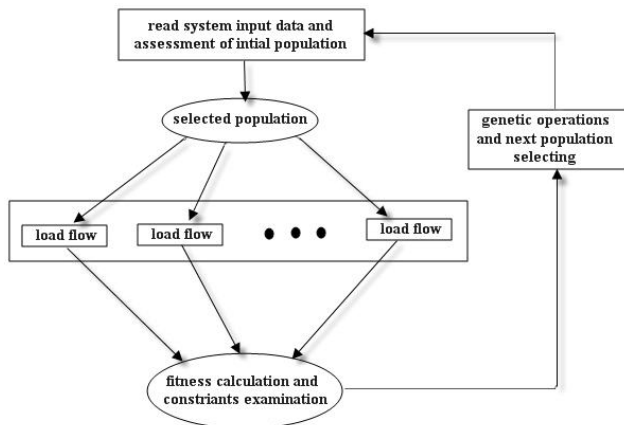 read system input data and
assessment of intial population
selected population
genetic operations
and next population
selecting
load flow
load flow
load flow
fitness calculation and
constriants examination